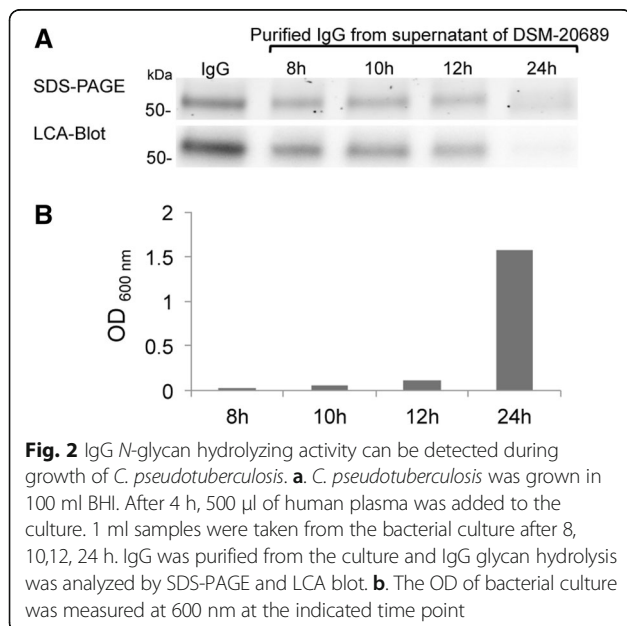 A
Purified IgG from supernatant of DSM-20689
kDa IgG 8h 10h 12h 24h
SDS-PAGE
50-
LCA-Blot
50-
B
2
1.5
1
0.5
0
OD 600 nm
8h 10h 12h 24h
Fig. 2 IgG N-glycan hydrolyzing activity can be detected during
growth of C. pseudotuberculosis. a. C. pseudotuberculosis was grown in
100 ml BHI. After 4 h, 500 µl of human plasma was added to the
culture. 1 ml samples were taken from the bacterial culture after 8,
10,12, 24 h. IgG was purified from the culture and IgG glycan hydrolysis
was analyzed by SDS-PAGE and LCA blot. b. The OD of bacterial culture
was measured at 600 nm at the indicated time point